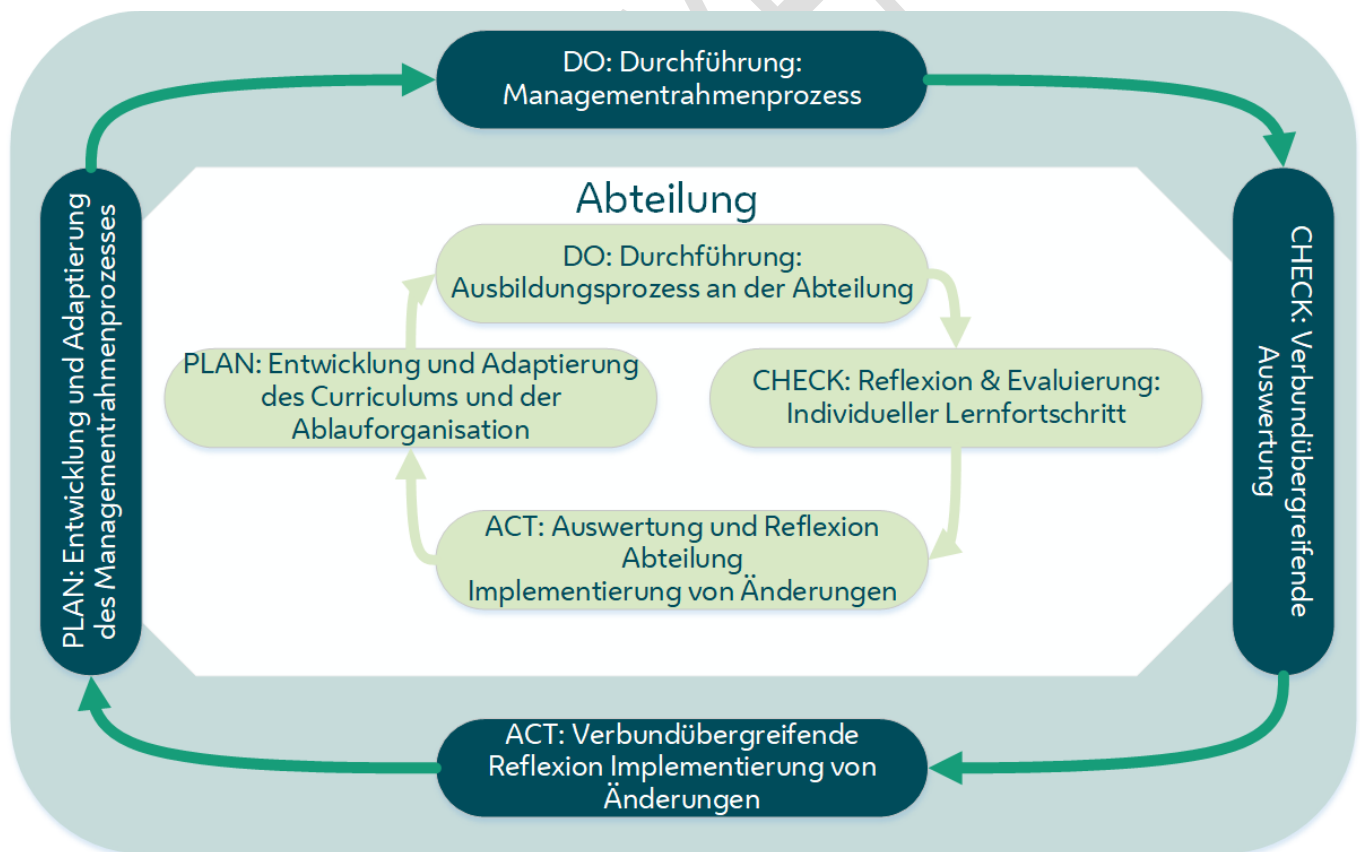 DO: Durchführung:
Managementrahmenprozess
PLAN: Entwicklung und Adaptierung
des Managementrahmenprozesses
Abteilung
DO: Durchführung:
Ausbildungsprozess an der Abteilung
PLAN: Entwicklung und Adaptierung
des Curriculums und der
Ablauforganisation
CHECK: Reflexion & Evaluierung:
Individueller Lernfortschritt
ACT: Auswertung und Reflexion
Abteilung
Implementierung von Änderungen
CHECK: Verbundübergreifende
Auswertung
ACT: Verbundübergreifende
Reflexion Implementierung von
Änderungen